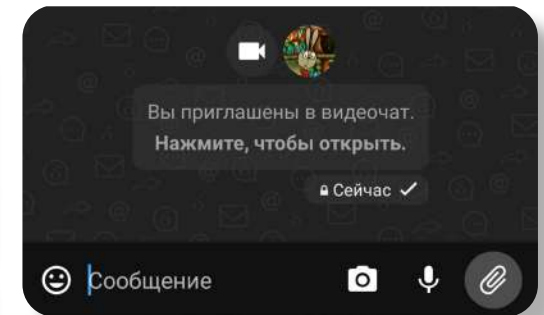 Вы приглашены в видеочат.
Нажмите, чтобы открыть.
Сейчас
Сообщение